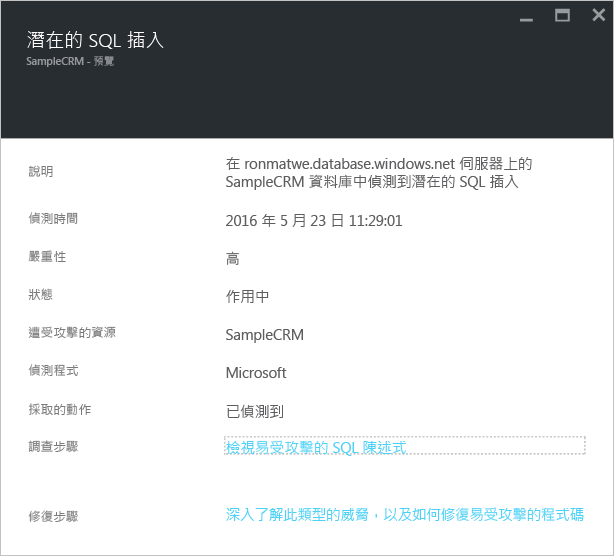 潛在的 SQL 插入
SampleCRM - 預覽
說明
在 ronmatwe.database.windows.net 伺服器上的
SampleCRM 資料庫中偵測到潛在的 SQL 插入
偵測時間
2016 年 5 月 23 日 11:29:01
嚴重性
高
狀態
作用中
遭受攻擊的資源
SampleCRM
偵測程式
Microsoft
採取的動作
已偵測到
調查步驟
檢視易受攻擊的 SQL 陳述式
修復步驟
深入了解此類型的威脅，以及如何修復易受攻擊的程式碼